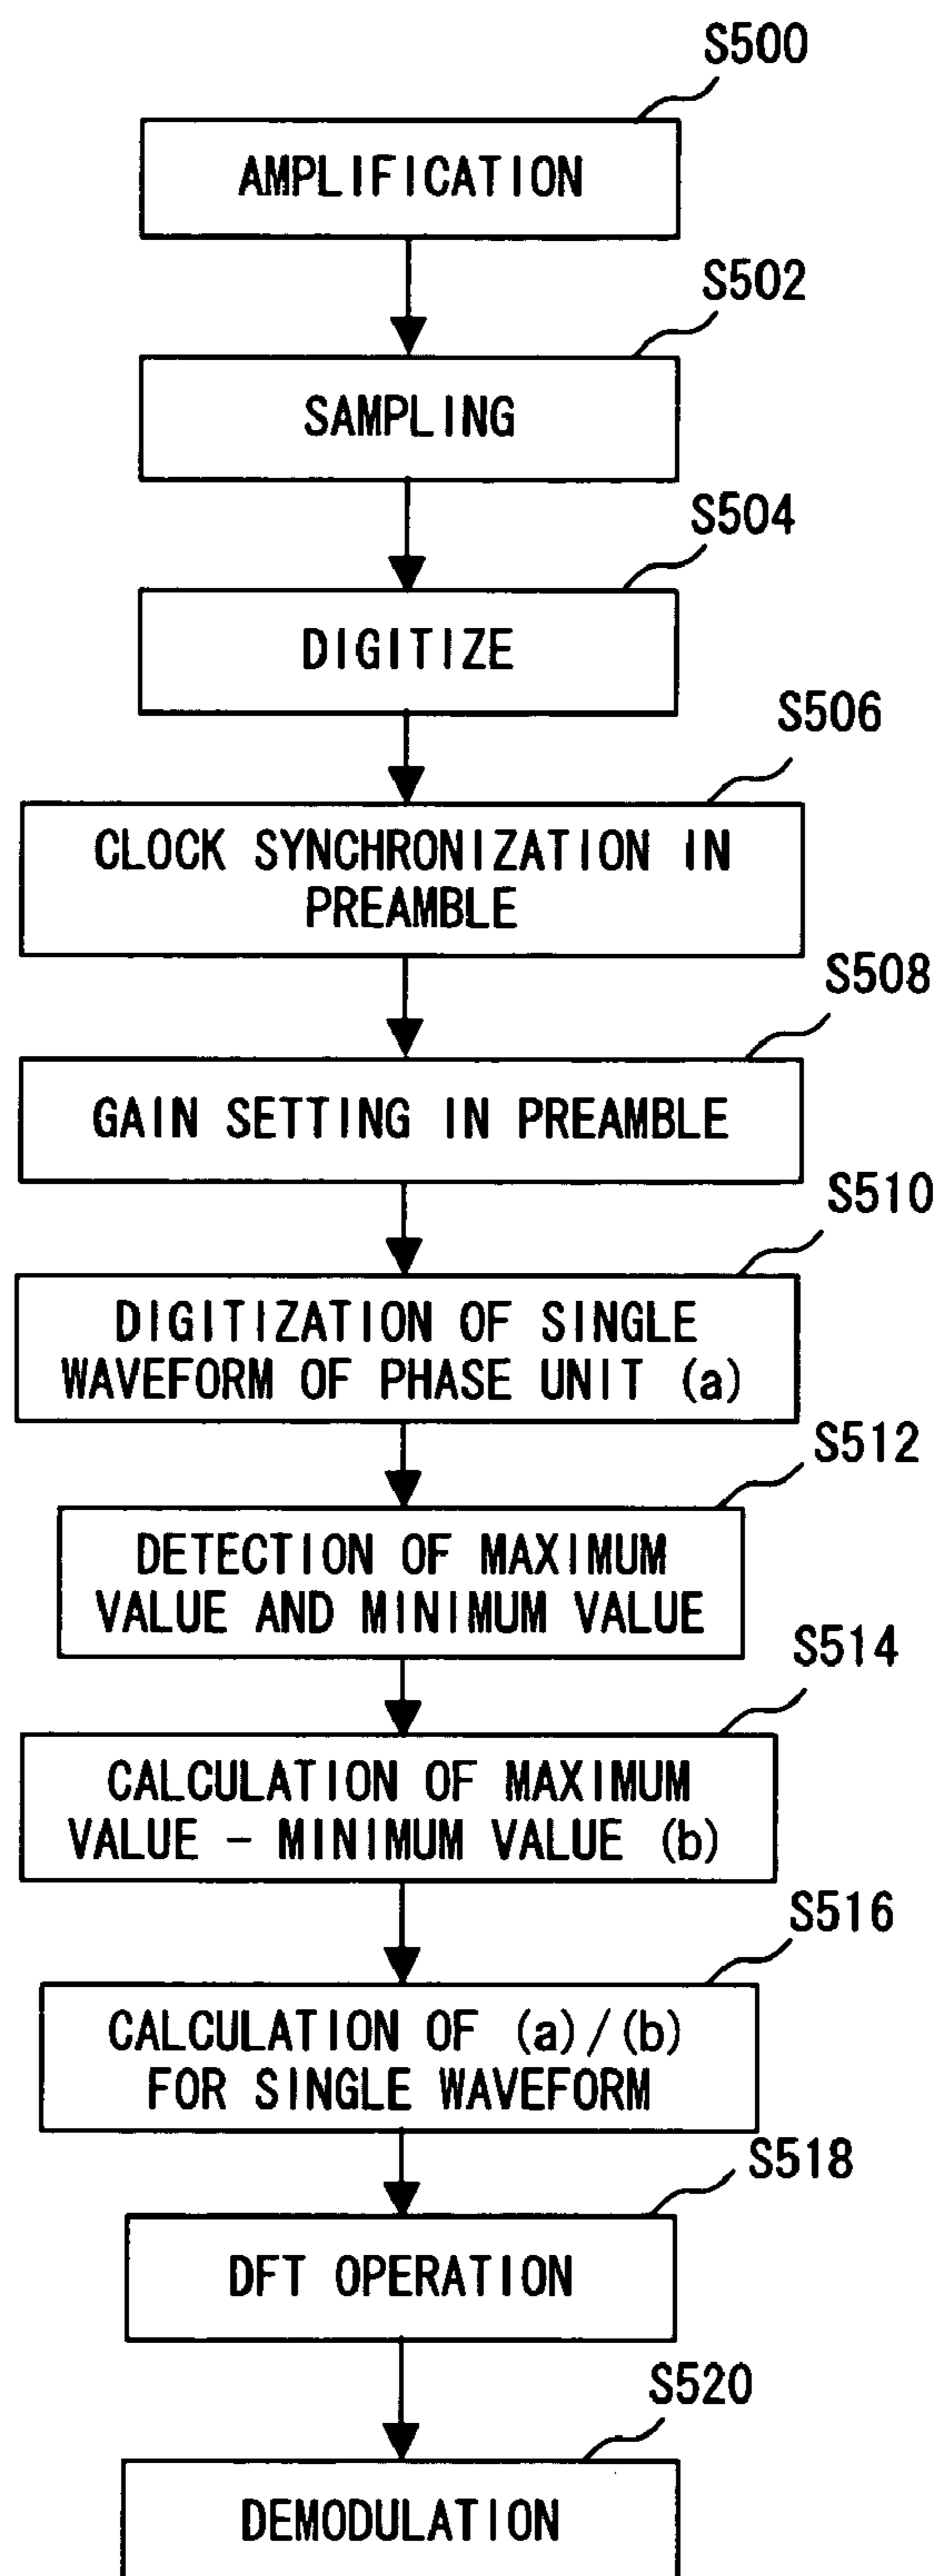 S500
AMPLIFICATION
S502
SAMPLING
S504
DIGITIZE
S506
CLOCK SYNCHRONIZATION IN
PREAMBLE
S508
GAIN SETTING IN PREAMBLE
S510
DIGITIZATION OF SINGLE
WAVEFORM OF PHASE UNIT (a)
S512
DETECTION OF MAXIMUM
VALUE AND MINIMUM VALUE
S514
CALCULATION OF MAXIMUM
VALUE - MINIMUM VALUE (b)
S516
CALCULATION OF (a)/(b)
FOR SINGLE WAVEFORM
S518
DFT OPERATION
S520
DEMODULATION